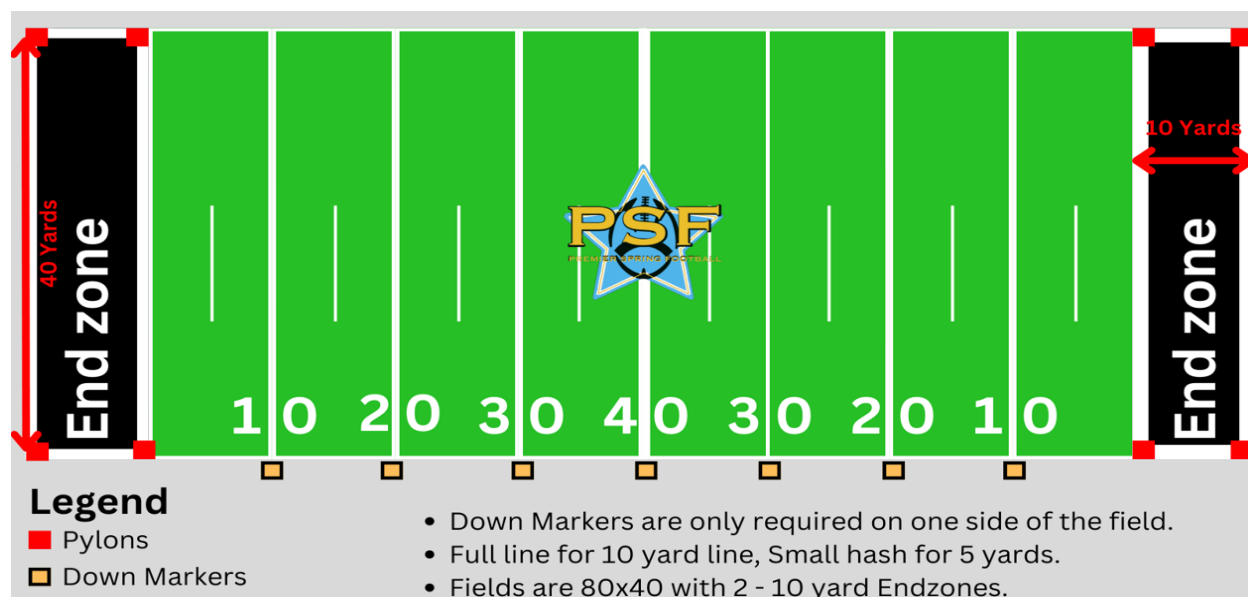 10 Yards
40 Yards
End zone
End zone
PSF
PREMIER SPRING FOOTBALL
10 20 30 40 30 20 10
Legend
Pylons
Down Markers
• Down Markers are only required on one side of the field.
• Full line for 10 yard line, Small hash for 5 yards.
• Fields are 80x40 with 2 - 10 yard Endzones.